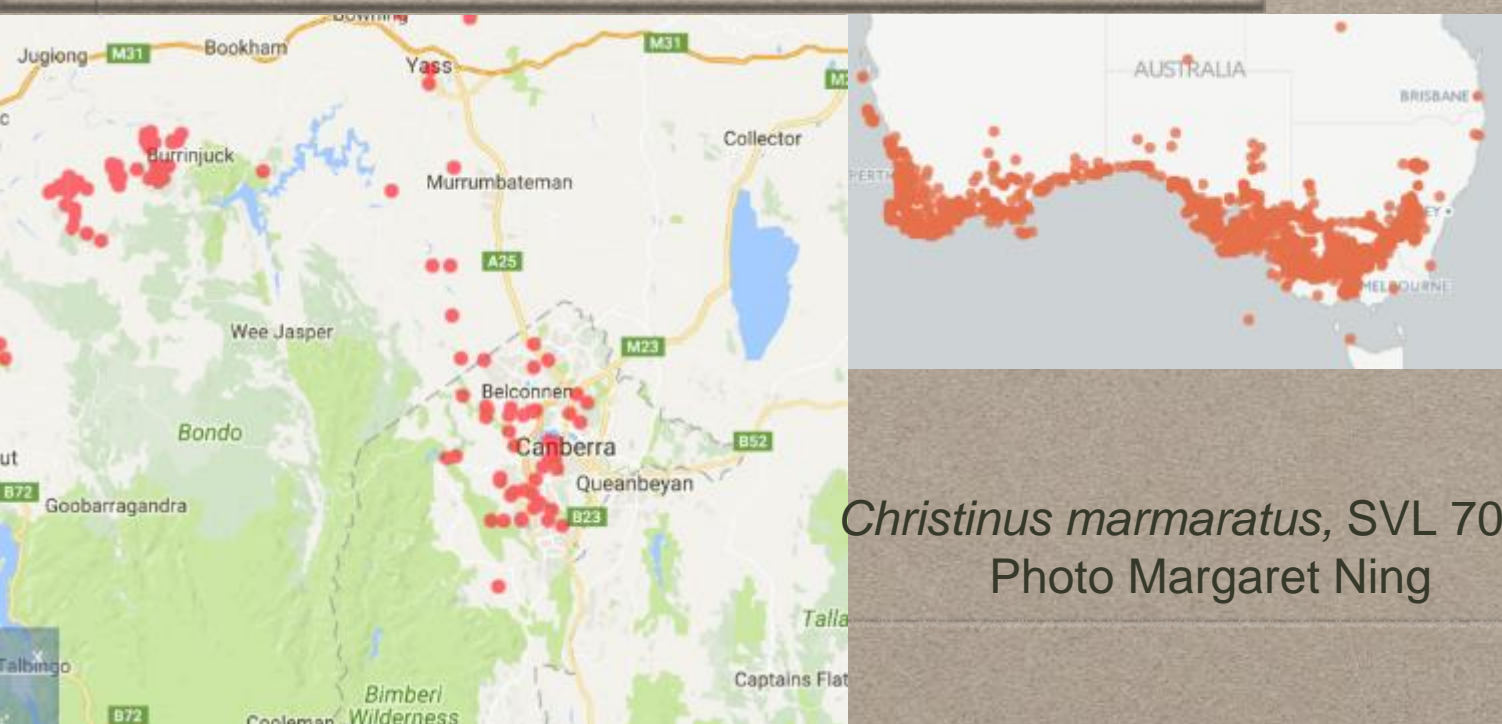 Jugiong
M31
Bookham
Yass
M31
Collector
Burrinjuck
Murrumbateman
A25
Wee Jasper
M23
Belconnen
Bondo
Canberra
B52
B72
Goobarragandra
Queanbeyan
B23
Talbingo
Captains Flat
Bimberi
Wilderness
B72
Cooleman
AUSTRALIA
BRISBANE
PERTH
MELBOURNE
Christinus marmaratus, SVL 70
Photo Margaret Ning